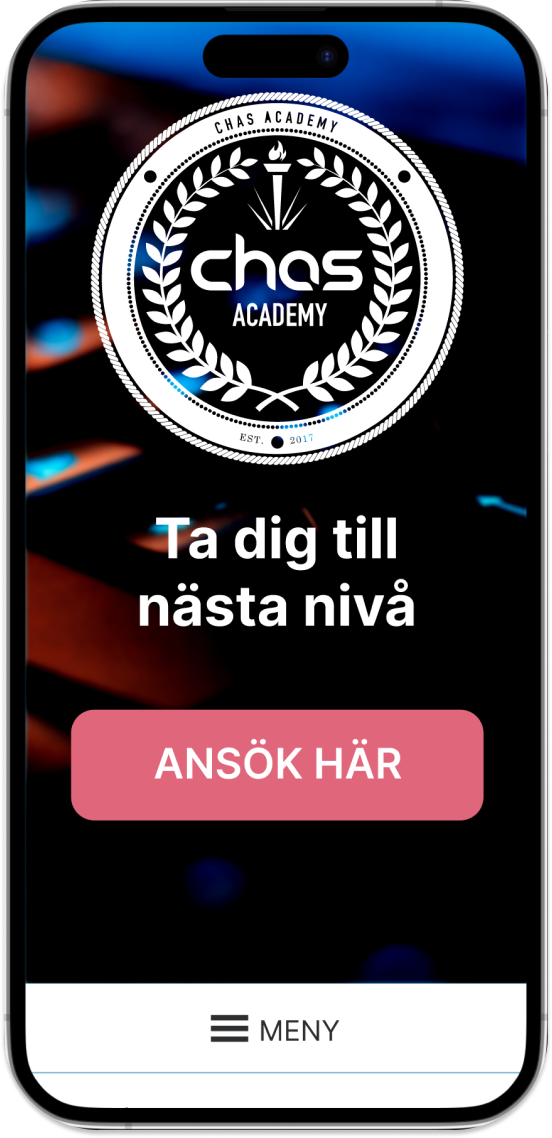 CHAS ACADEMY
chas
ACADEMY
EST. 2017
Ta dig till
nästa nivå
ANSÖK HÄR
MENY